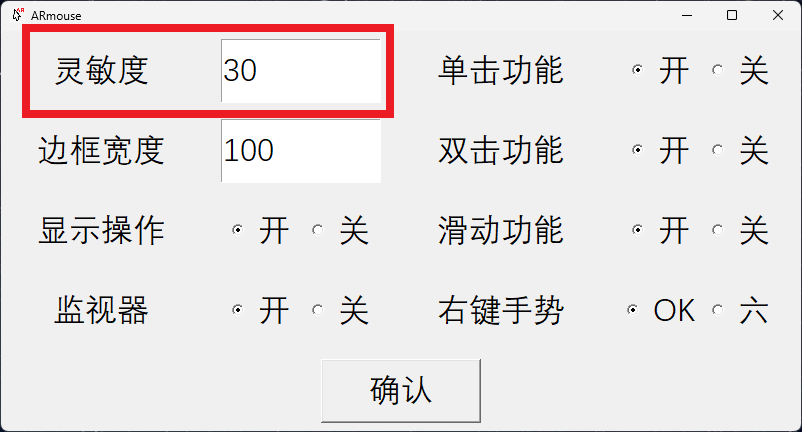 ARmouse
灵敏度 30 单击功能 开 关
边框宽度 100 双击功能 开 关
显示操作 开 关 滑动功能 开 关
监视器 开 关 右键手势 OK 六
确认